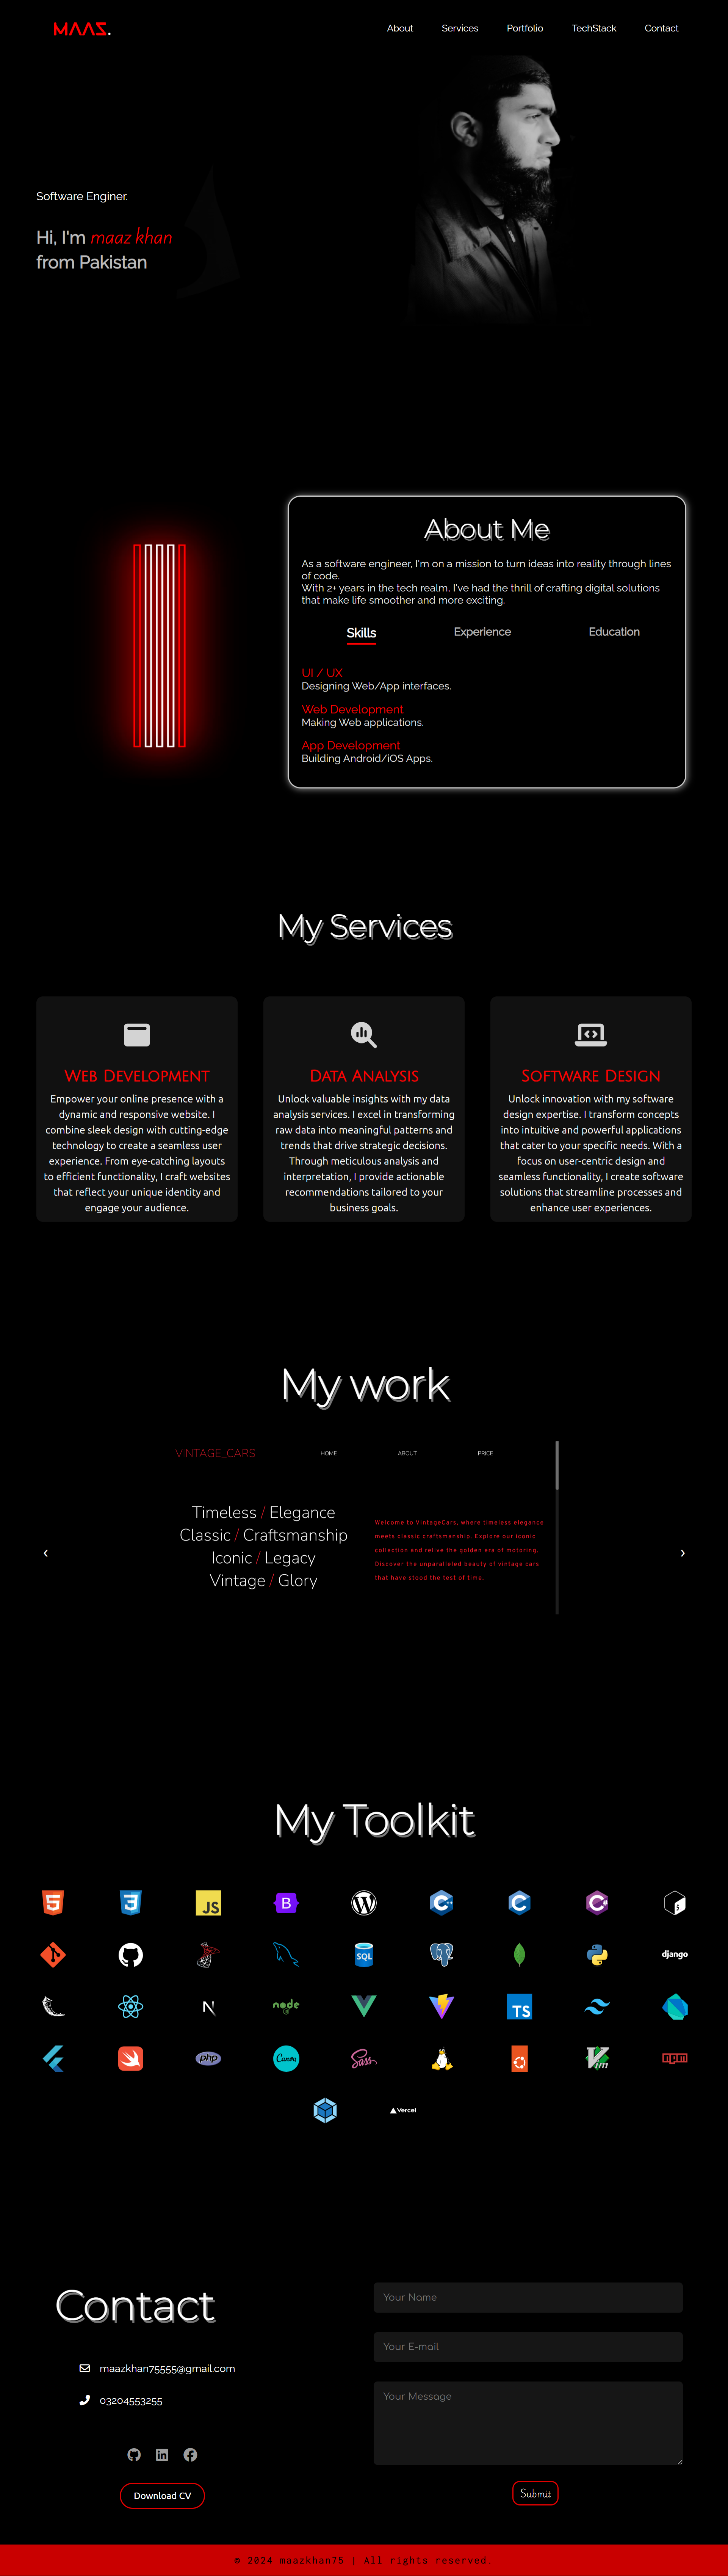 MAAZ.
About Services Portfolio TechStack Contact
Software Enginer.
Hi, I'm maaz khan
from Pakistan
About Me
As a software engineer, I'm on a mission to turn ideas into reality through lines
of code.
With 2+ years in the tech realm, I've had the thrill of crafting digital solutions
that make life smoother and more exciting.
Skills Experience Education
UI / UX
Designing Web/App interfaces.
Web Development
Making Web applications.
App Development
Building Android/iOS Apps.
My Services
Web Development
Empower your online presence with a
dynamic and responsive website. I
combine sleek design with cutting-edge
technology to create a seamless user
experience. From eye-catching layouts
to efficient functionality, I craft websites
that reflect your unique identity and
engage your audience.
Data Analysis
Unlock valuable insights with my data
analysis services. I excel in transforming
raw data into meaningful patterns and
trends that drive strategic decisions.
Through meticulous analysis and
interpretation, I provide actionable
recommendations tailored to your
business goals.
Software Design
Unlock innovation with my software
design expertise. I transform concepts
into intuitive and powerful applications
that cater to your specific needs. With a
focus on user-centric design and
seamless functionality, I create software
solutions that streamline processes and
enhance user experiences.
My work
VINTAGE_CARS HOME ABOUT PRICE
Timeless / Elegance
Classic / Craftsmanship
Iconic / Legacy
Vintage / Glory
Welcome to VintageCars, where timeless elegance
meets classic craftsmanship. Explore our iconic
collection and relive the golden era of motoring.
Discover the unparalleled beauty of vintage cars
that have stood the test of time.
‹ ›
My Toolkit
5 3 JS B W C++ C C# $
SQL django
N node TS
php Canva Sass Vim npm
Vercel
Contact
maazkhan75555@gmail.com
03204553255
Download CV
Your Name
Your E-mail
Your Message
Submit
© 2024 maazkhan75 | All rights reserved.